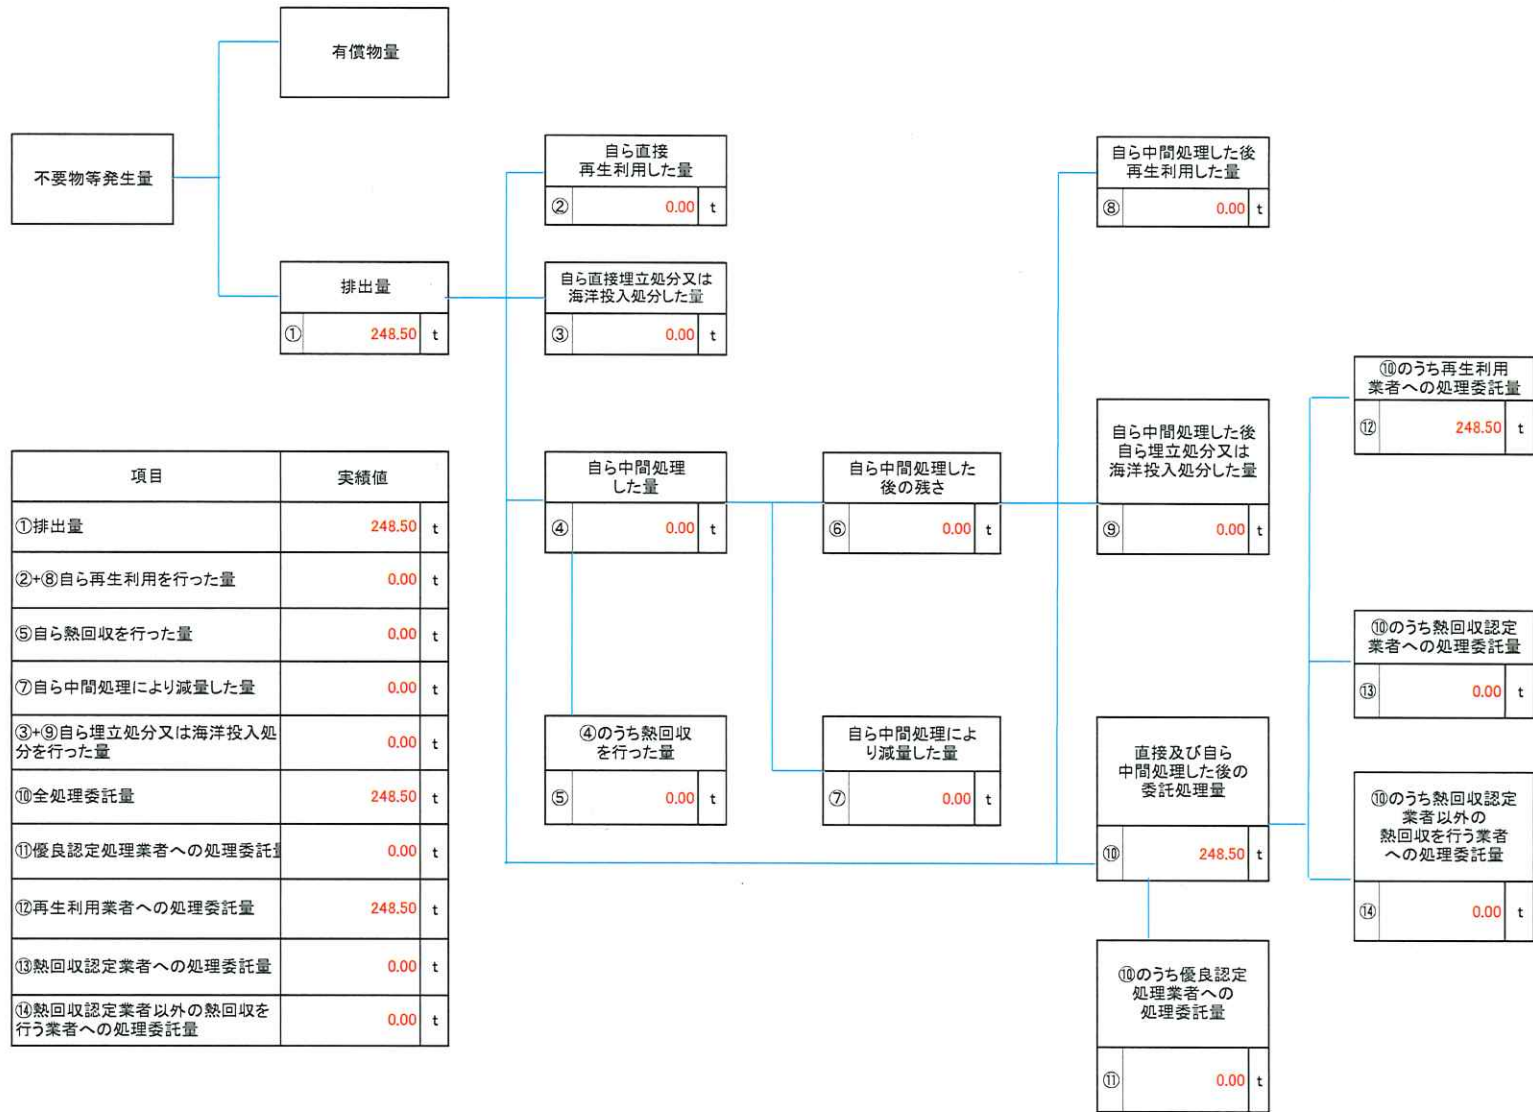 有償物量
不要物等発生量
排出量
① 248.50 t
自ら直接
再生利用した量
② 0.00 t
自ら直接埋立処分又は
海洋投入処分した量
③ 0.00 t
自ら中間処理
した量
④ 0.00 t
④のうち熱回収
を行った量
⑤ 0.00 t
自ら中間処理した
後の残さ
⑥ 0.00 t
自ら中間処理によ
り減量した量
⑦ 0.00 t
自ら中間処理した後
再生利用した量
⑧ 0.00 t
自ら中間処理した後
自ら埋立処分又は
海洋投入処分した量
⑨ 0.00 t
直接及び自ら
中間処理した後の
委託処理量
⑩ 248.50 t
⑩のうち優良認定
処理業者への
処理委託量
⑪ 0.00 t
⑩のうち再生利用
業者への処理委託量
⑫ 248.50 t
⑩のうち熱回収認定
業者への処理委託量
⑬ 0.00 t
⑩のうち熱回収認定
業者以外の
熱回収を行う業者
への処理委託量
⑭ 0.00 t
項目 実績値
①排出量 248.50 t
②+⑧自ら再生利用を行った量 0.00 t
⑤自ら熱回収を行った量 0.00 t
⑦自ら中間処理により減量した量 0.00 t
③+⑨自ら埋立処分又は海洋投入処
分を行った量 0.00 t
⑩全処理委託量 248.50 t
⑪優良認定処理業者への処理委託 0.00 t
⑫再生利用業者への処理委託量 248.50 t
⑬熱回収認定業者への処理委託量 0.00 t
⑭熱回収認定業者以外の熱回収を
行う業者への処理委託量 0.00 t